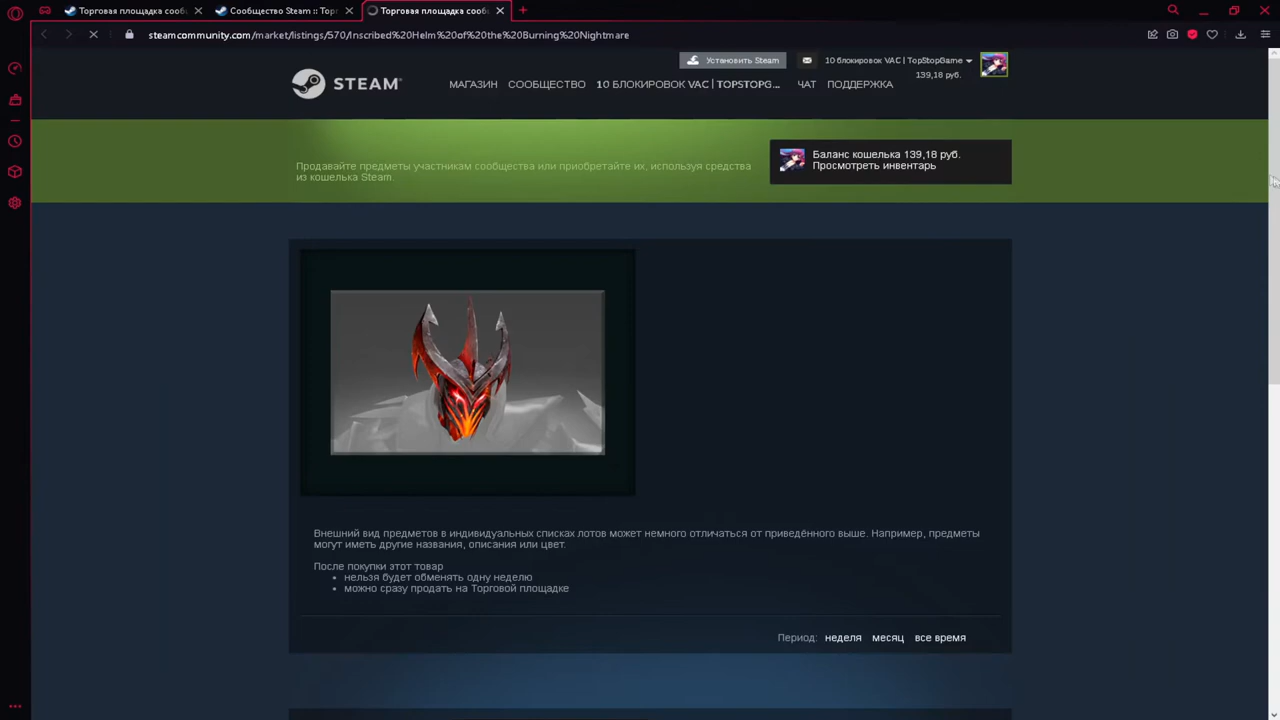 Торговая площадка сооб
Сообщество Steam :: Торг
Торговая площадка сообщ
steamcommunity.com/market/listings/570/Inscribed%20Helm%20of%20the%20Burning%20Nightmare
Установить Steam
10 блокировок VAC | TopStopGame
139,18 руб.
STEAM
МАГАЗИН СООБЩЕСТВО 10 БЛОКИРОВОК VAC | TOPSTOPG... ЧАТ ПОДДЕРЖКА
Продавайте предметы участникам сообщества или приобретайте их, используя средства
из кошелька Steam.
Баланс кошелька 139,18 руб.
Просмотреть инвентарь
Внешний вид предметов в индивидуальных списках лотов может немного отличаться от приведённого выше. Например, предметы
могут иметь другие названия, описания или цвет.
После покупки этот товар
нельзя будет обменять одну неделю
можно сразу продать на Торговой площадке
Период: неделя месяц все время